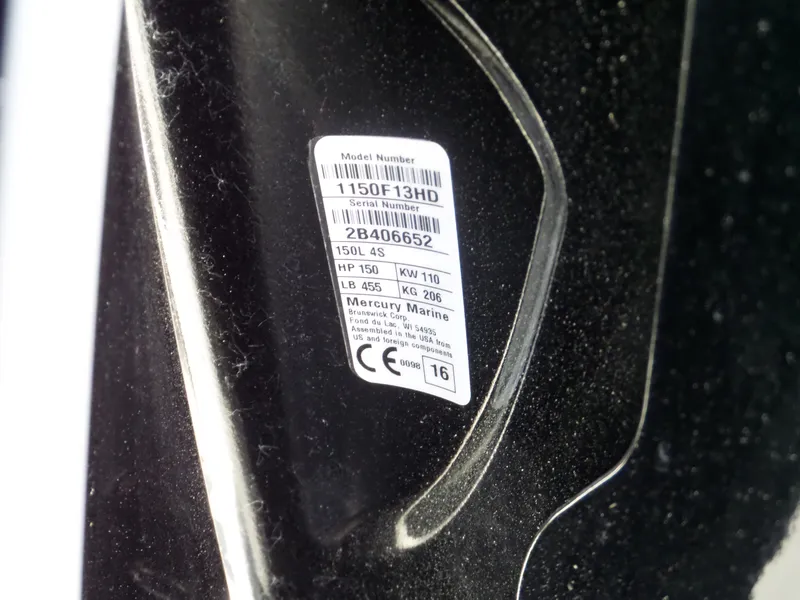 Model Number
1150F13HD
Serial Number
2B406652
150L 4S
HP 150 KW 110
LB 455 KG 206
Mercury Marine
Brunswick Corp.
Fond du Lac, WI 54935
Assembled in the USA from
US and foreign components
CE 0098 16